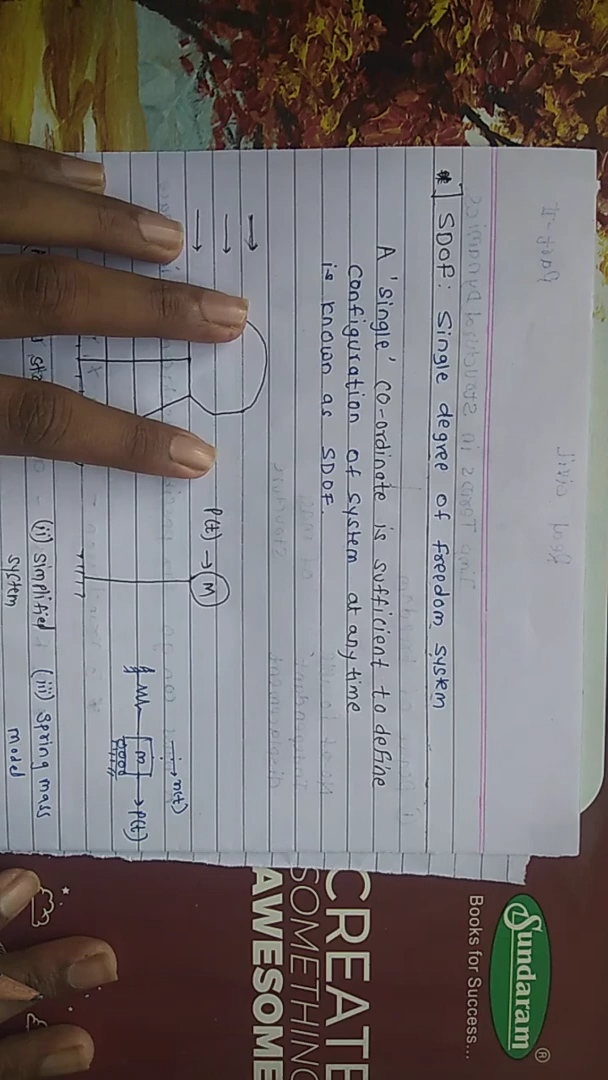 * SDOF: Single degree of freedom system
A 'single' co-ordinate is sufficient to define
configuration of system at any time
is known as SDOF.
P(t) → M
x(t)
m → P(t)
(ii) simplified
system
(iii) Spring mass
model
Sundaram®
Books for Success...
CREATE
SOMETHING
AWESOME